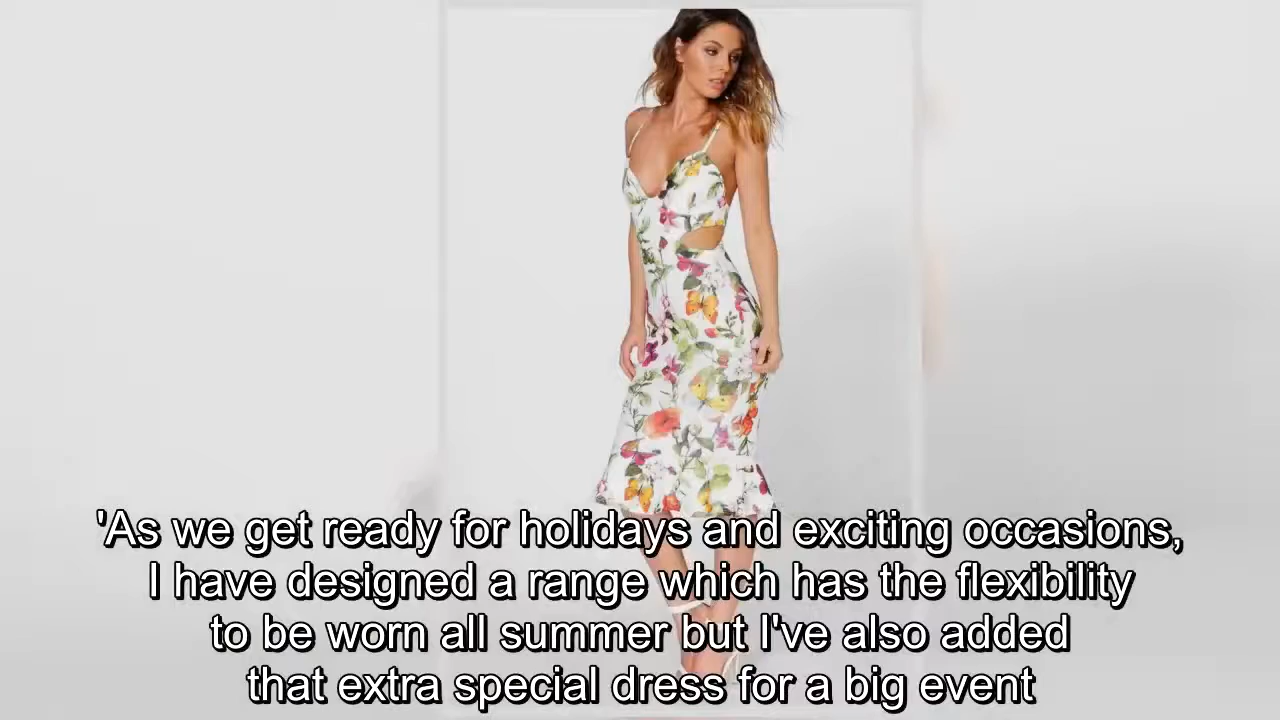 'As we get ready for holidays and exciting occasions,
I have designed a range which has the flexibility
to be worn all summer but I've also added
that extra special dress for a big event